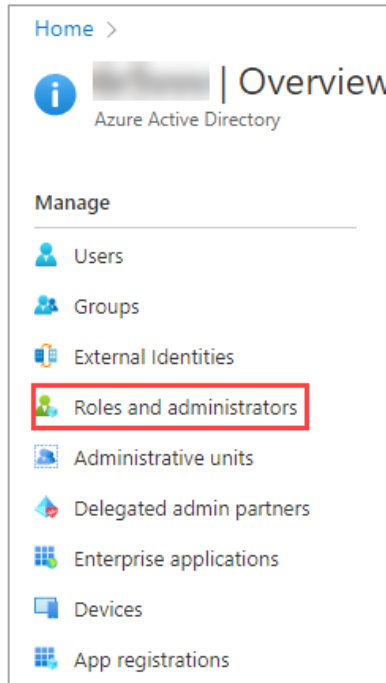 Home >
| Overview
Azure Active Directory
Manage
Users
Groups
External Identities
Roles and administrators
Administrative units
Delegated admin partners
Enterprise applications
Devices
App registrations